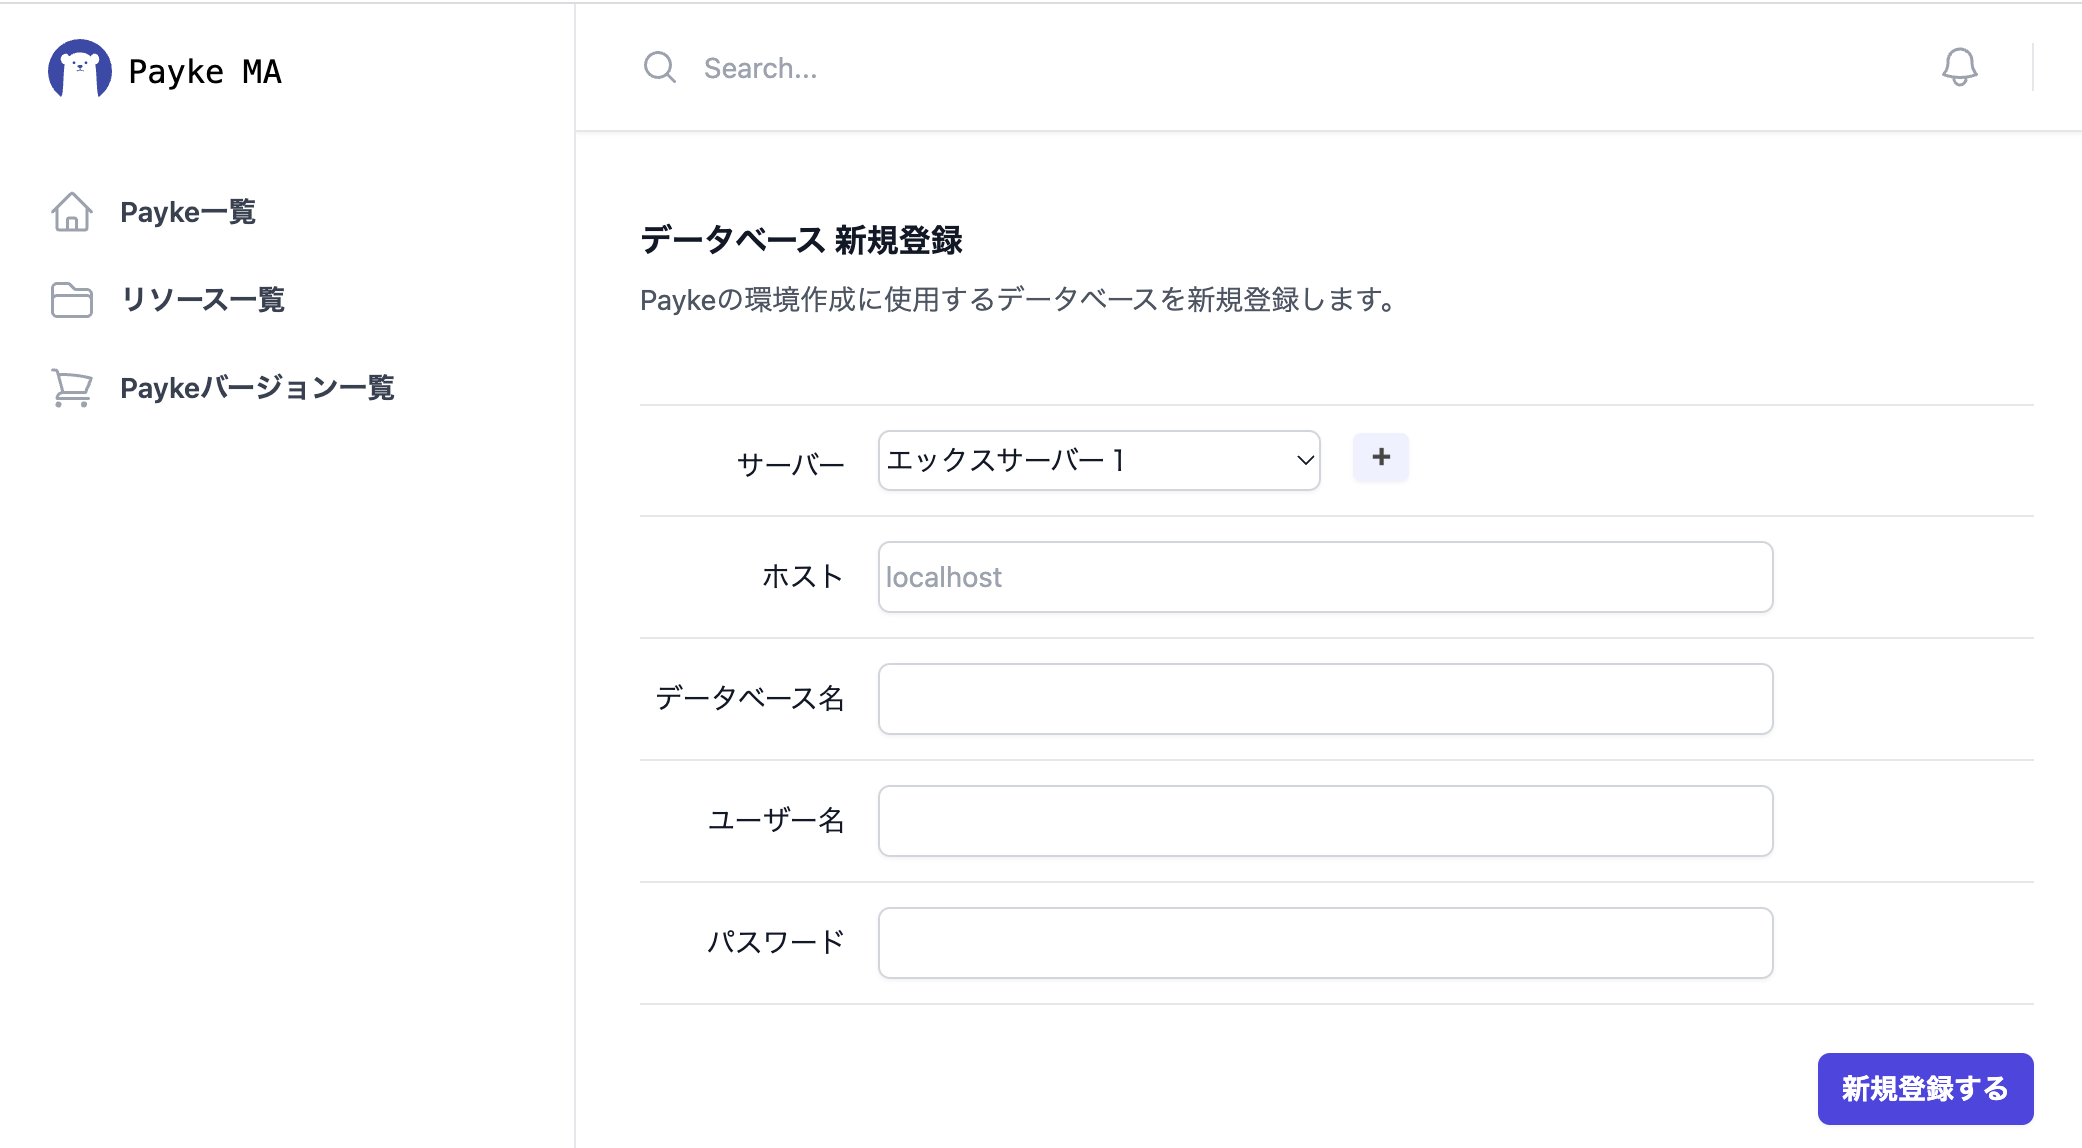 Payke MA
Search...
Payke一覧
リソース一覧
Paykeバージョン一覧
データベース 新規登録
Paykeの環境作成に使用するデータベースを新規登録します。
サーバー
エックスサーバー 1
+
ホスト
localhost
データベース名
ユーザー名
パスワード
新規登録する